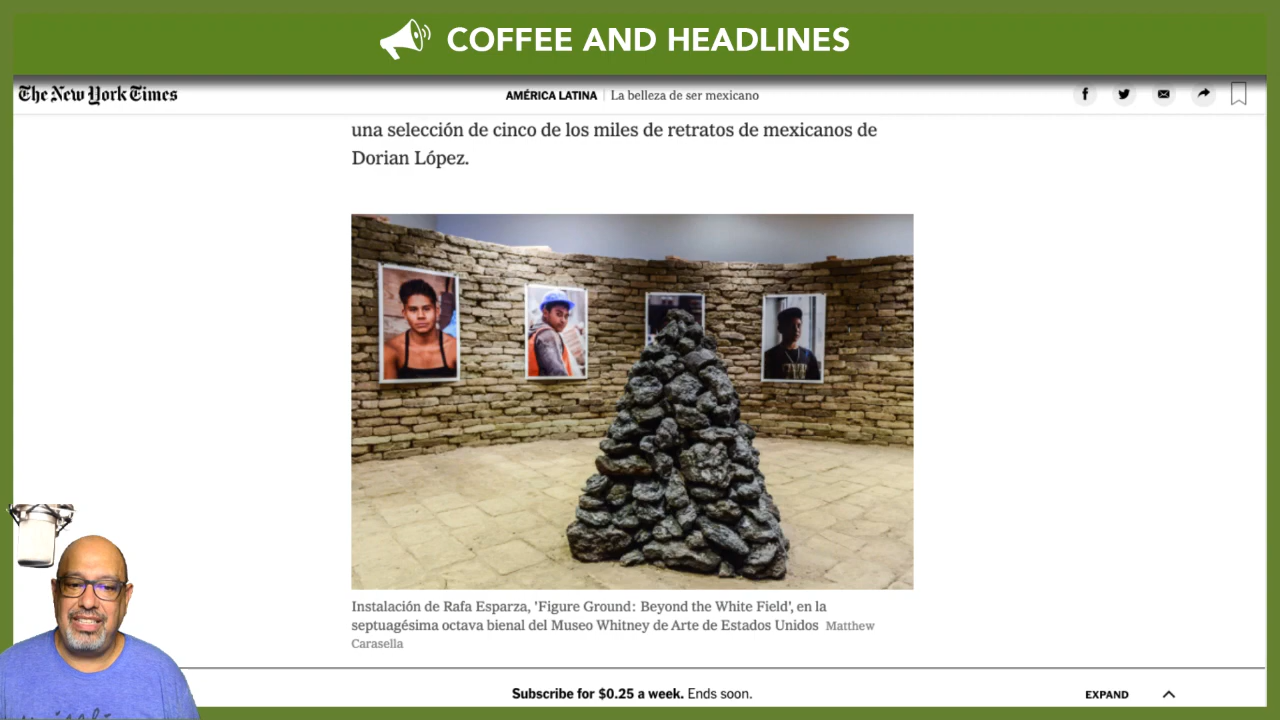 COFFEE AND HEADLINES
The New York Times
AMÉRICA LATINA | La belleza de ser mexicano
una selección de cinco de los miles de retratos de mexicanos de
Dorian López.
Instalación de Rafa Esparza, 'Figure Ground: Beyond the White Field', en la
septuagésima octava bienal del Museo Whitney de Arte de Estados Unidos Matthew
Carasella
Subscribe for $0.25 a week. Ends soon.
EXPAND